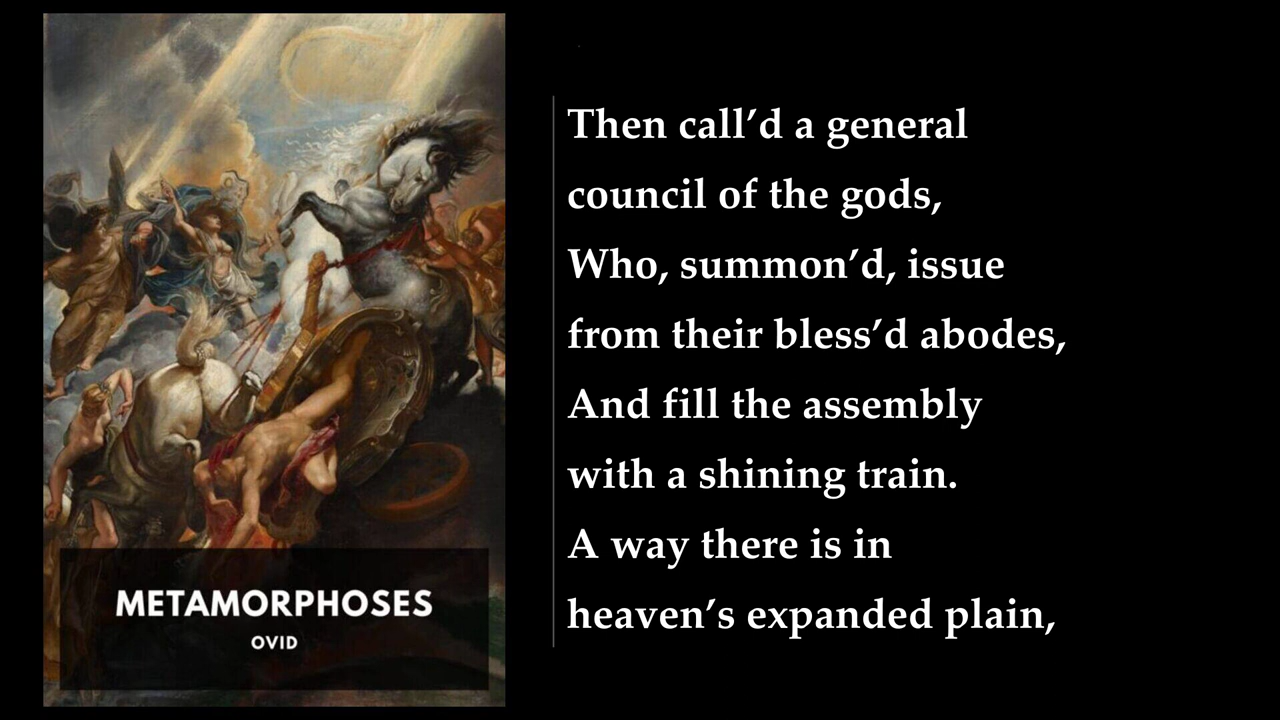 METAMORPHOSES
OVID
Then call’d a general
council of the gods,
Who, summon’d, issue
from their bless’d abodes,
And fill the assembly
with a shining train.
A way there is in
heaven’s expanded plain,